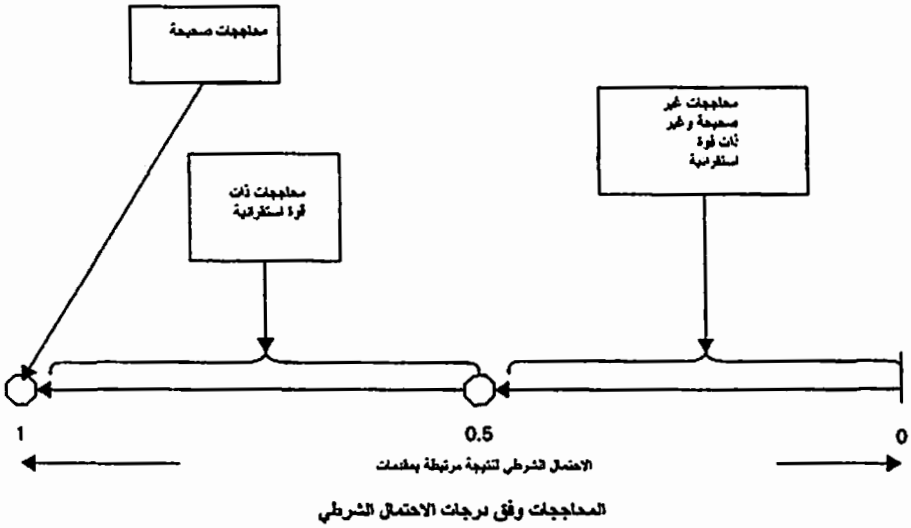 محاججات صحيحة
محاججات غير
صحيحة وغير
ذات قوة
استقرائية
محاججات ذات
قوة استقرائية
1
0.5
0
الاحتمال الشرطي لنتيجة مرتبطة بمقدمات
المحاججات وفق درجات الاحتمال الشرطي